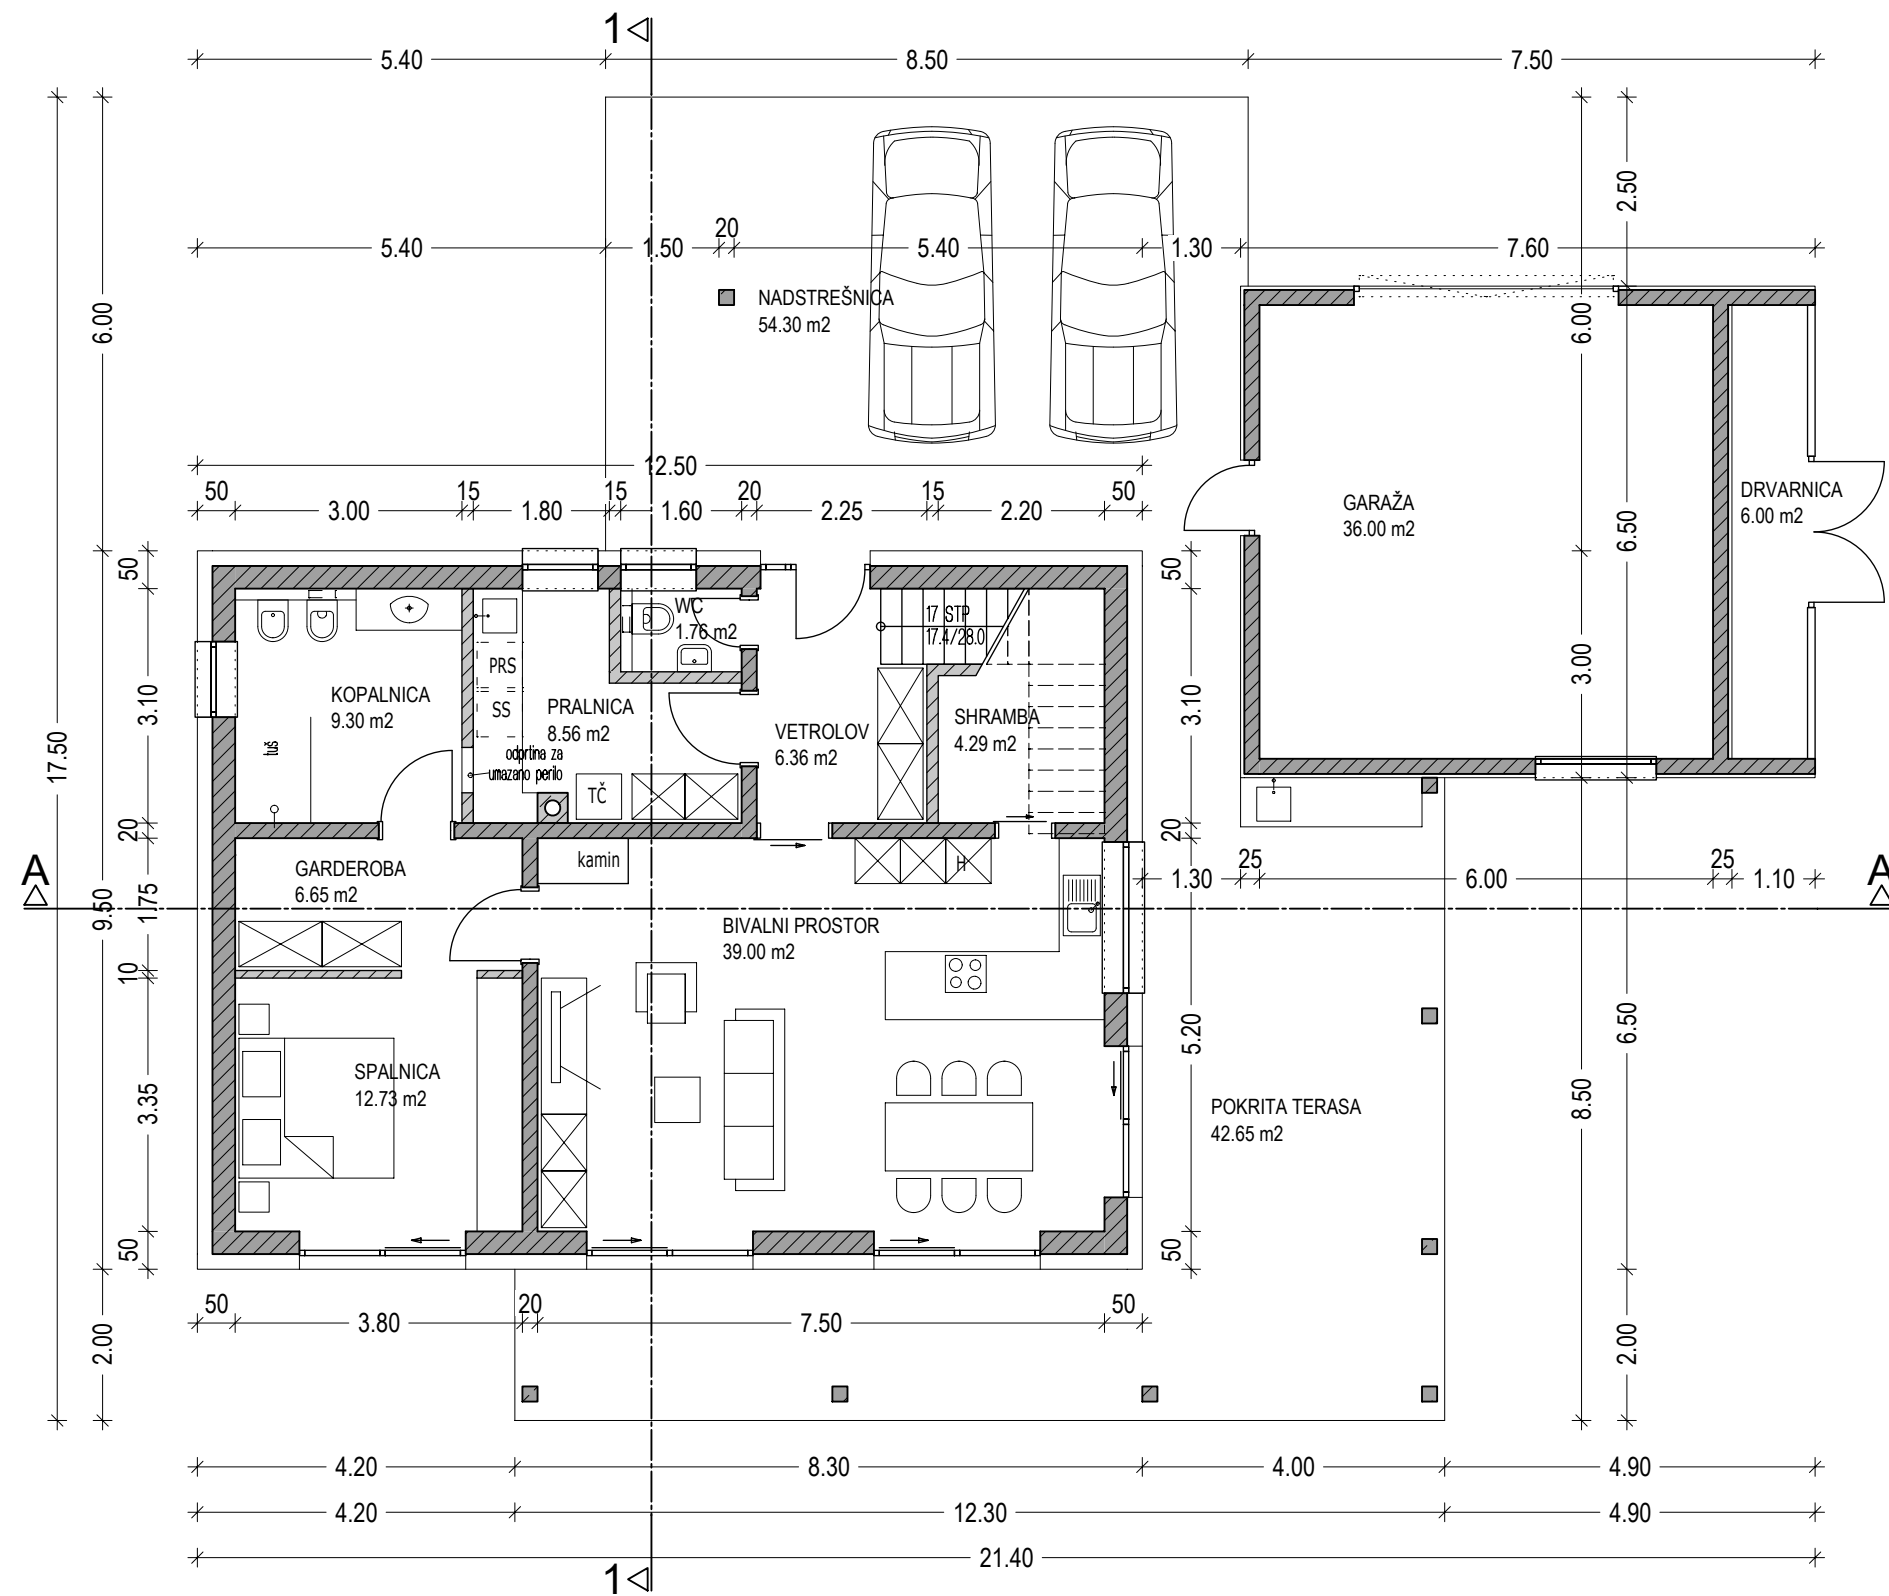 1
5.40 8.50 7.50
2.50
20
5.40 1.50 5.40 1.30 7.60
NADSTREŠNICA
54.30 m2
6.00 6.00
12.50
50 15 15 20 15 50
3.00 1.80 1.60 2.25 2.20
GARAŽA
36.00 m2
DRVARNICA
6.00 m2
6.50
50 50
WC
1.76 m2
17 STP
17.4/28.0
PRS
SS
KOPALNICA
9.30 m2
PRALNICA
8.56 m2
VETROLOV
6.36 m2
SHRAMBA
4.29 m2
3.10 3.10 3.00
tuš
odprtina za
umazano perilo
TČ
17.50
20 20
kamin
H
GARDEROBA
6.65 m2
A A
9.50 1.75
25 25
1.30 6.00 1.10
BIVALNI PROSTOR
39.00 m2
10
5.20 6.50
SPALNICA
12.73 m2
3.35 8.50
POKRITA TERASA
42.65 m2
50 50
50 20 50
3.80 7.50
2.00 2.00
4.20 8.30 4.00 4.90
4.20 12.30 4.90
21.40
1